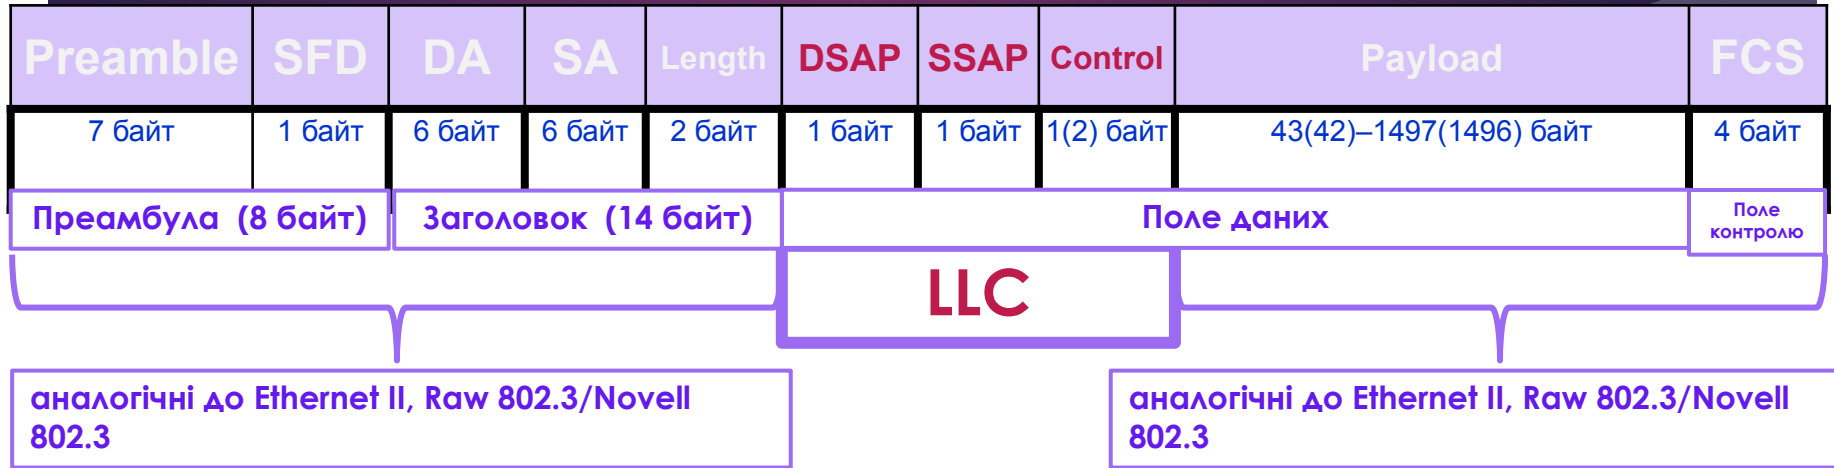 Preamble SFD DA SA Length DSAP SSAP Control Payload FCS
7 байт 1 байт 6 байт 6 байт 2 байт 1 байт 1 байт 1(2) байт 43(42)–1497(1496) байт 4 байт
Преамбула (8 байт) Заголовок (14 байт) Поле даних Поле
контролю
LLC
аналогічні до Ethernet II, Raw 802.3/Novell
802.3
аналогічні до Ethernet II, Raw 802.3/Novell
802.3